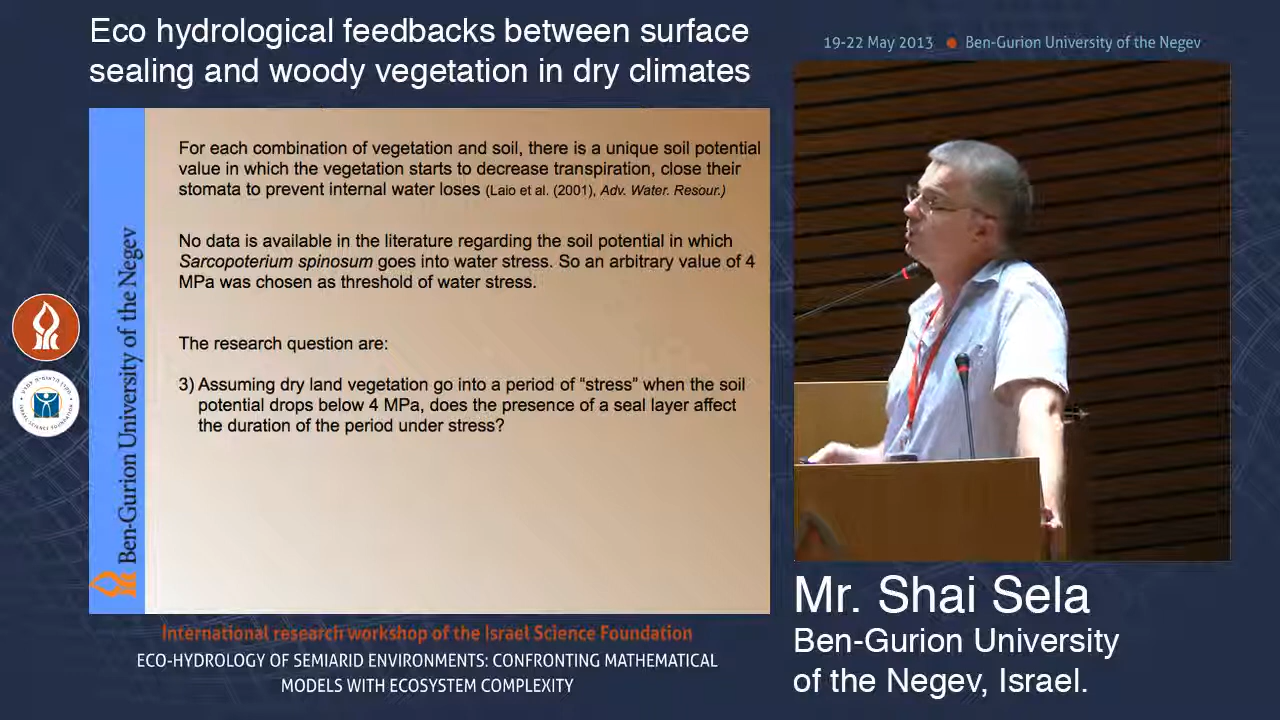 Eco hydrological feedbacks between surface
sealing and woody vegetation in dry climates
19-22 May 2013 ● Ben-Gurion University of the Negev
For each combination of vegetation and soil, there is a unique soil potential
value in which the vegetation starts to decrease transpiration, close their
stomata to prevent internal water loses (Laio et al. (2001), Adv. Water. Resour.)
No data is available in the literature regarding the soil potential in which
Sarcopoterium spinosum goes into water stress. So an arbitrary value of 4
MPa was chosen as threshold of water stress.
The research question are:
3) Assuming dry land vegetation go into a period of “stress” when the soil
potential drops below 4 MPa, does the presence of a seal layer affect
the duration of the period under stress?
Ben-Gurion University of the Negev
Mr. Shai Sela
Ben-Gurion University
of the Negev, Israel.
International research workshop of the Israel Science Foundation
ECO-HYDROLOGY OF SEMIARID ENVIRONMENTS: CONFRONTING MATHEMATICAL
MODELS WITH ECOSYSTEM COMPLEXITY